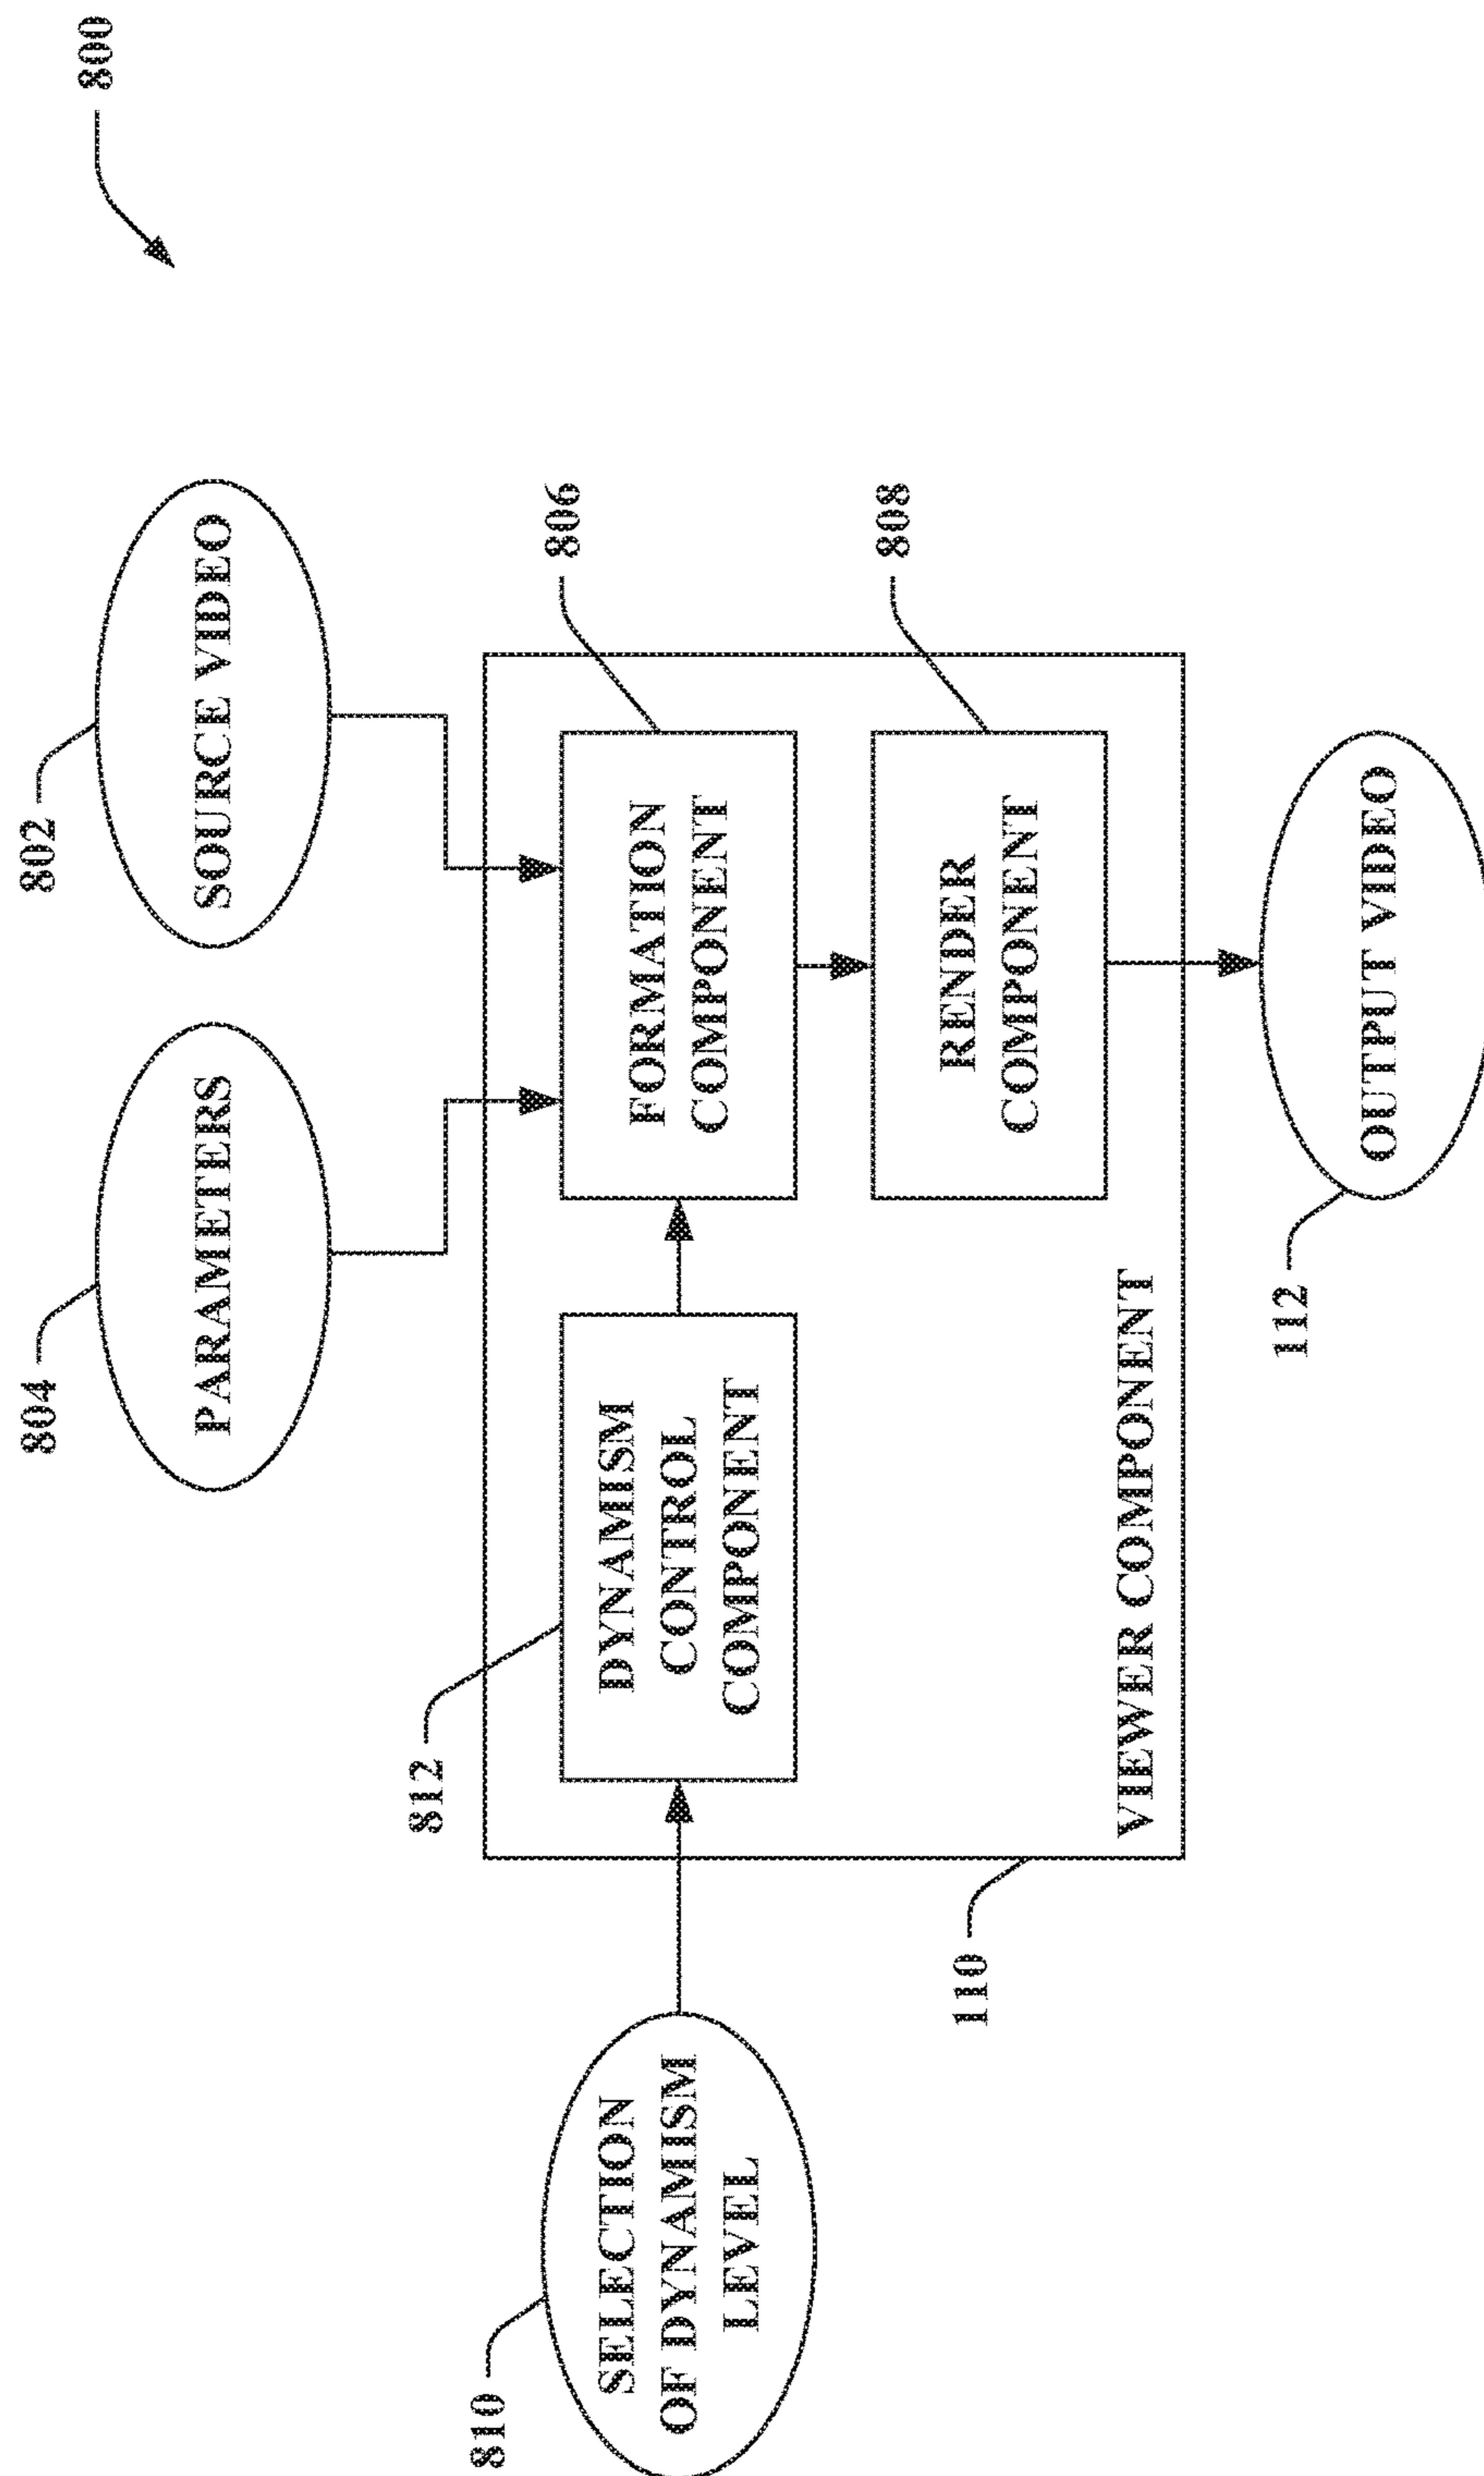 800
802
SOURCE VIDEO
804
PARAMETERS
806
FORMATION
COMPONENT
812
DYNAMISM
CONTROL
COMPONENT
810
SELECTION
OF DYNAMISM
LEVEL
808
RENDER
COMPONENT
VIEWER COMPONENT
110
112
OUTPUT VIDEO